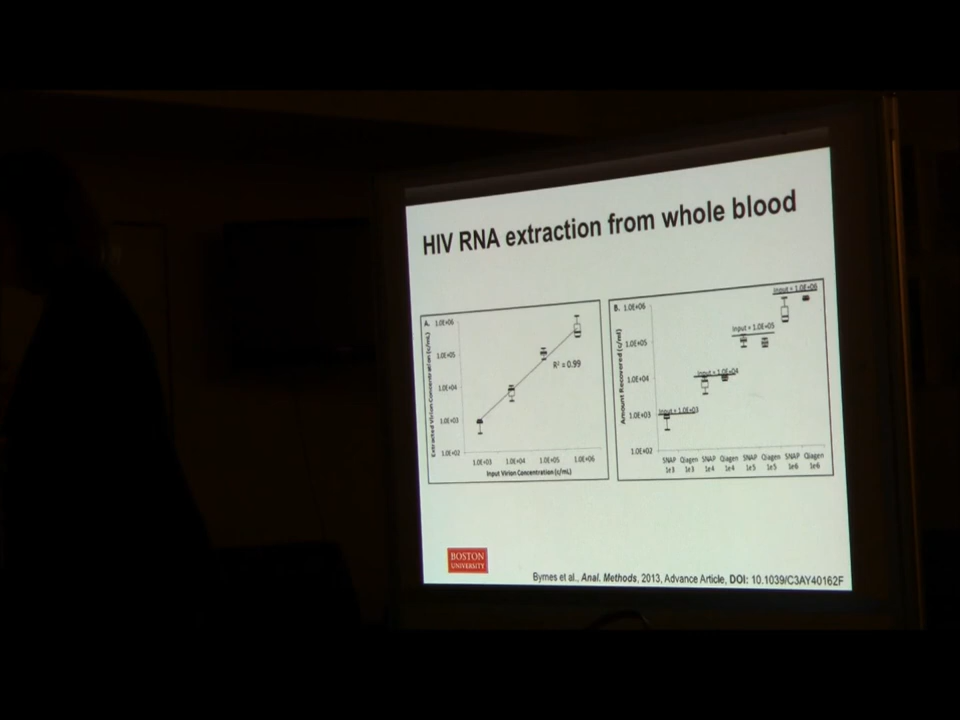 HIV RNA extraction from whole blood
A.
Extracted Virion Concentration (c/mL)
1.0E+06
1.0E+05
1.0E+04
1.0E+03
1.0E+02
R² = 0.99
1.0E+03 1.0E+04 1.0E+05 1.0E+06
Input Virion Concentration (c/mL)
B.
Amount Recovered (c/ml)
1.0E+06
1.0E+05
1.0E+04
1.0E+03
1.0E+02
Input = 1.0E+06
Input = 1.0E+05
Input = 1.0E+04
Input = 1.0E+03
SNAP Qiagen SNAP Qiagen SNAP Qiagen SNAP Qiagen
1e3 1e3 1e4 1e4 1e5 1e5 1e6 1e6
BOSTON
UNIVERSITY
Byrnes et al., Anal. Methods, 2013, Advance Article, DOI: 10.1039/C3AY40162F